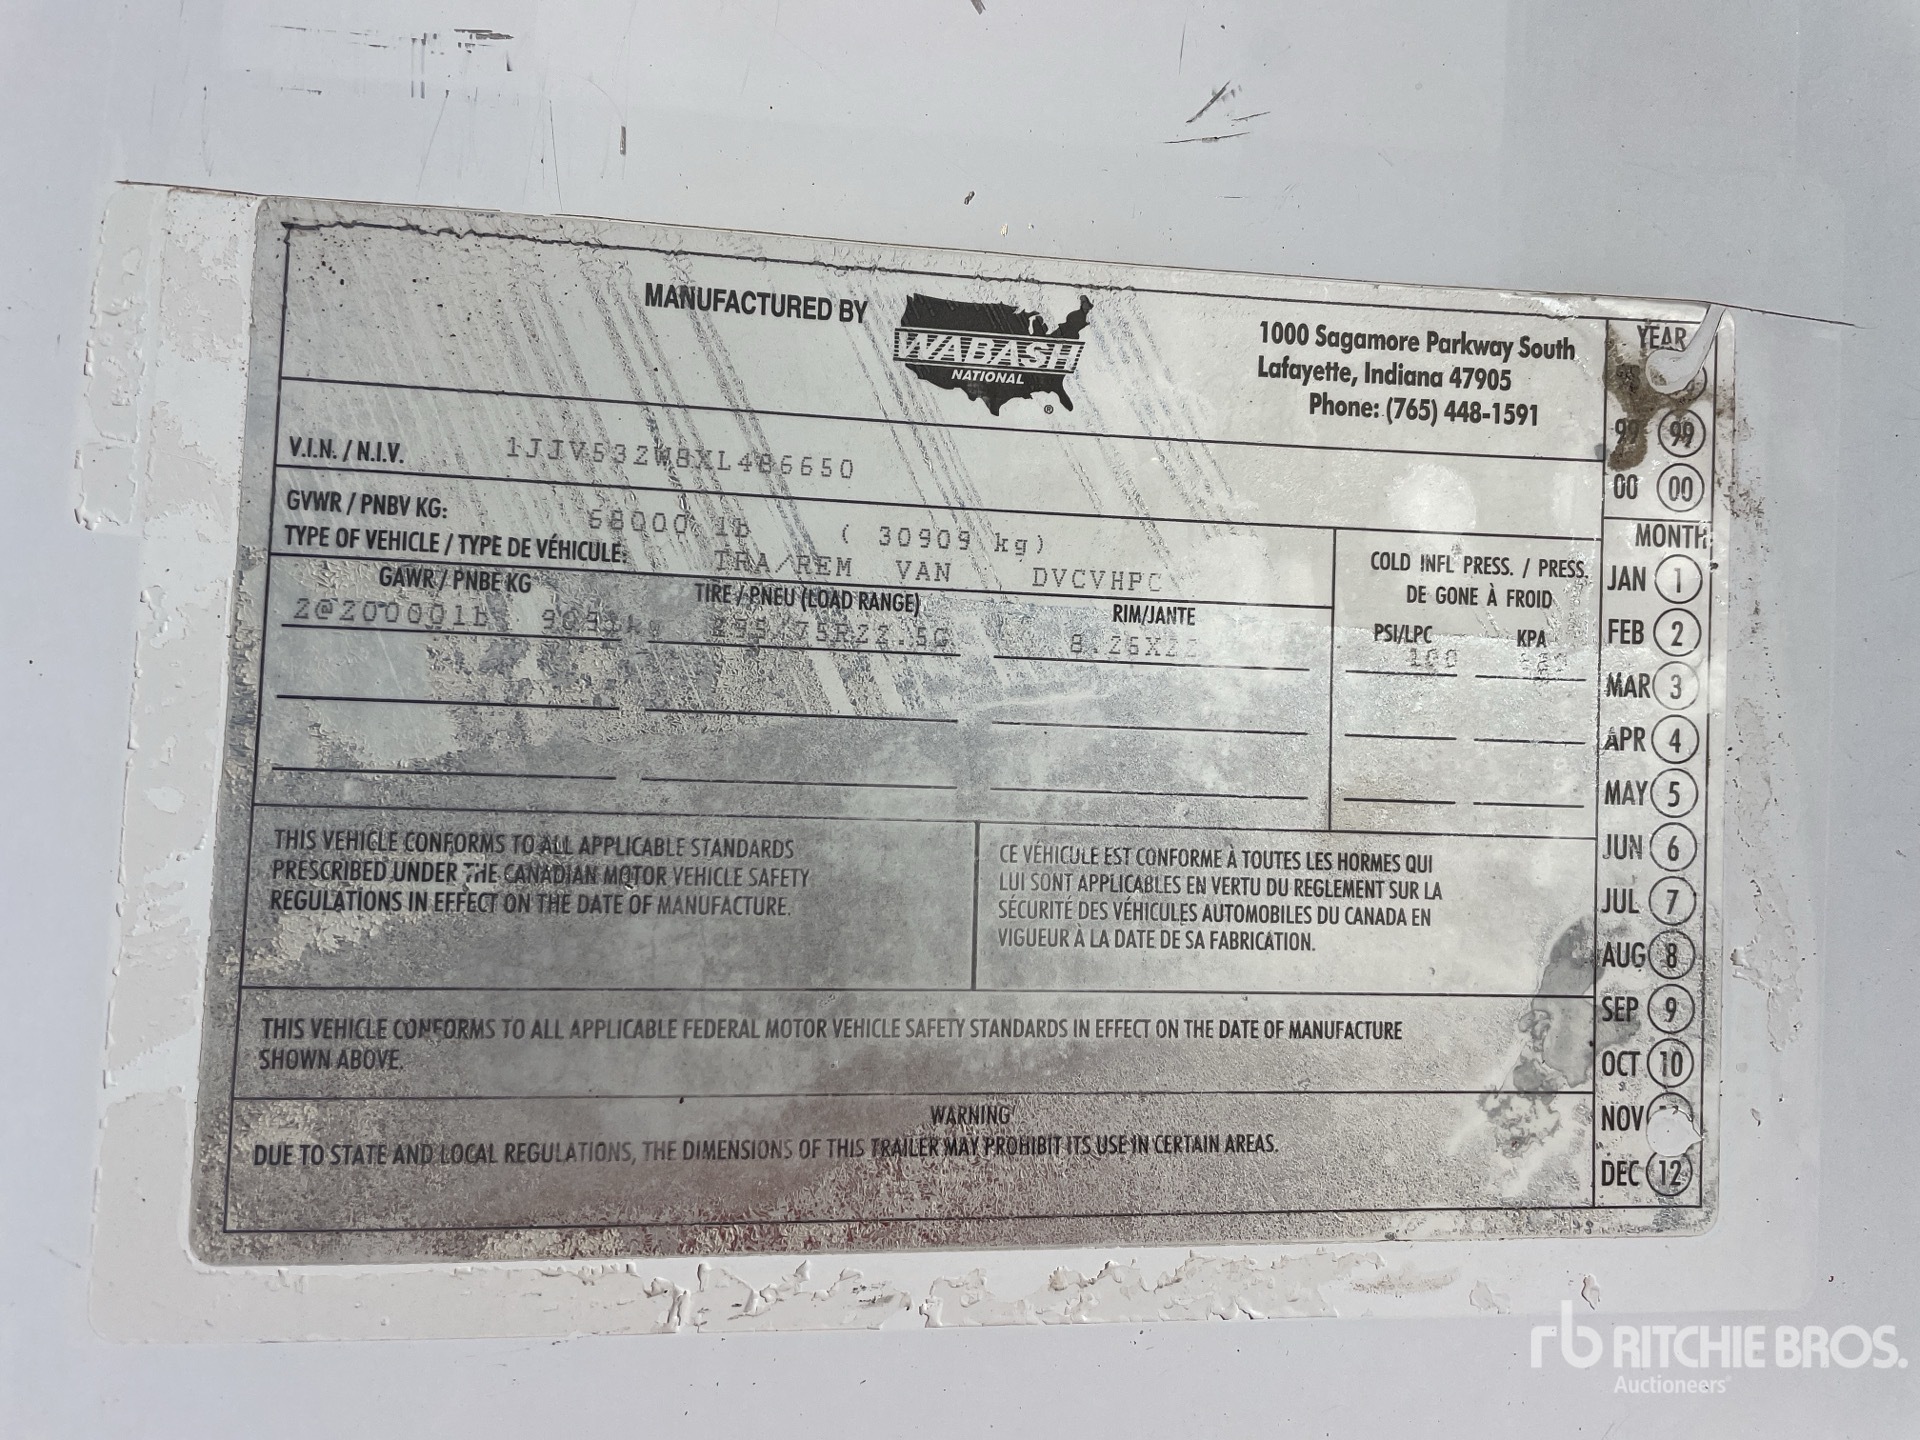 MANUFACTURED BY
WABASH
NATIONAL
®
1000 Sagamore Parkway South
Lafayette, Indiana 47905
Phone: (765) 448-1591
V.I.N. / N.I.V. 1JJV532W8XL486650
GVWR / PNBV KG: 68000 lb ( 30909 kg)
TYPE OF VEHICLE / TYPE DE VÉHICULE: TRA/REM VAN DVCVHPC
GAWR / PNBE KG TIRE / PNEU (LOAD RANGE) RIM/JANTE
2@20000lb 295/75R22.5G
COLD INFL PRESS. / PRESS.
DE GONE À FROID
PSI/LPC KPA
100
THIS VEHICLE CONFORMS TO ALL APPLICABLE STANDARDS
PRESCRIBED UNDER THE CANADIAN MOTOR VEHICLE SAFETY
REGULATIONS IN EFFECT ON THE DATE OF MANUFACTURE.
CE VÉHICULE EST CONFORME À TOUTES LES HORMES QUI
LUI SONT APPLICABLES EN VERTU DU REGLEMENT SUR LA
SÉCURITÉ DES VÉHICULES AUTOMOBILES DU CANADA EN
VIGUEUR À LA DATE DE SA FABRICATION.
THIS VEHICLE CONFORMS TO ALL APPLICABLE FEDERAL MOTOR VEHICLE SAFETY STANDARDS IN EFFECT ON THE DATE OF MANUFACTURE
SHOWN ABOVE.
WARNING
DUE TO STATE AND LOCAL REGULATIONS, THE DIMENSIONS OF THIS TRAILER MAY PROHIBIT ITS USE IN CERTAIN AREAS.
YEAR
99 99
00 00
MONTH
JAN 1
FEB 2
MAR 3
APR 4
MAY 5
JUN 6
JUL 7
AUG 8
SEP 9
OCT 10
NOV
DEC 12
rb RITCHIE BROS.
Auctioneers